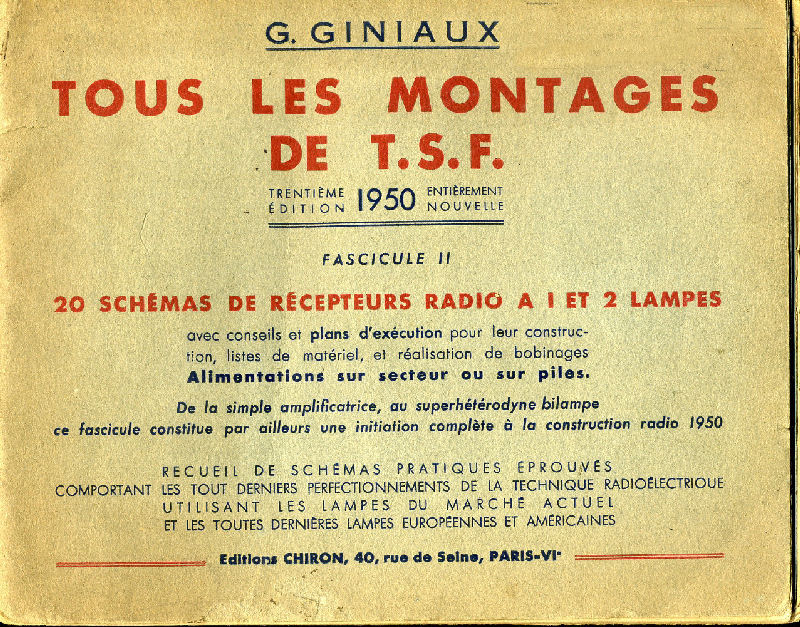 G. GINIAUX
TOUS LES MONTAGES
DE T.S.F.
TRENTIÈME ÉDITION 1950 ENTIÈREMENT NOUVELLE
FASCICULE II
20 SCHÉMAS DE RÉCEPTEURS RADIO A I ET 2 LAMPES
avec conseils et plans d'exécution pour leur construc-
tion, listes de matériel, et réalisation de bobinages
Alimentations sur secteur ou sur piles.
De la simple amplificatrice, au superhétérodyne bilampe
ce fascicule constitue par ailleurs une initiation complète à la construction radio 1950
RECUEIL DE SCHÉMAS PRATIQUES ÉPROUVÉS
COMPORTANT LES TOUT DERNIERS PERFECTIONNEMENTS DE LA TECHNIQUE RADIOÉLECTRIQUE
UTILISANT LES LAMPES DU MARCHÉ ACTUEL
ET LES TOUTES DERNIÈRES LAMPES EUROPÉENNES ET AMÉRICAINES
Editions CHIRON, 40, rue de Seine, PARIS-VIe